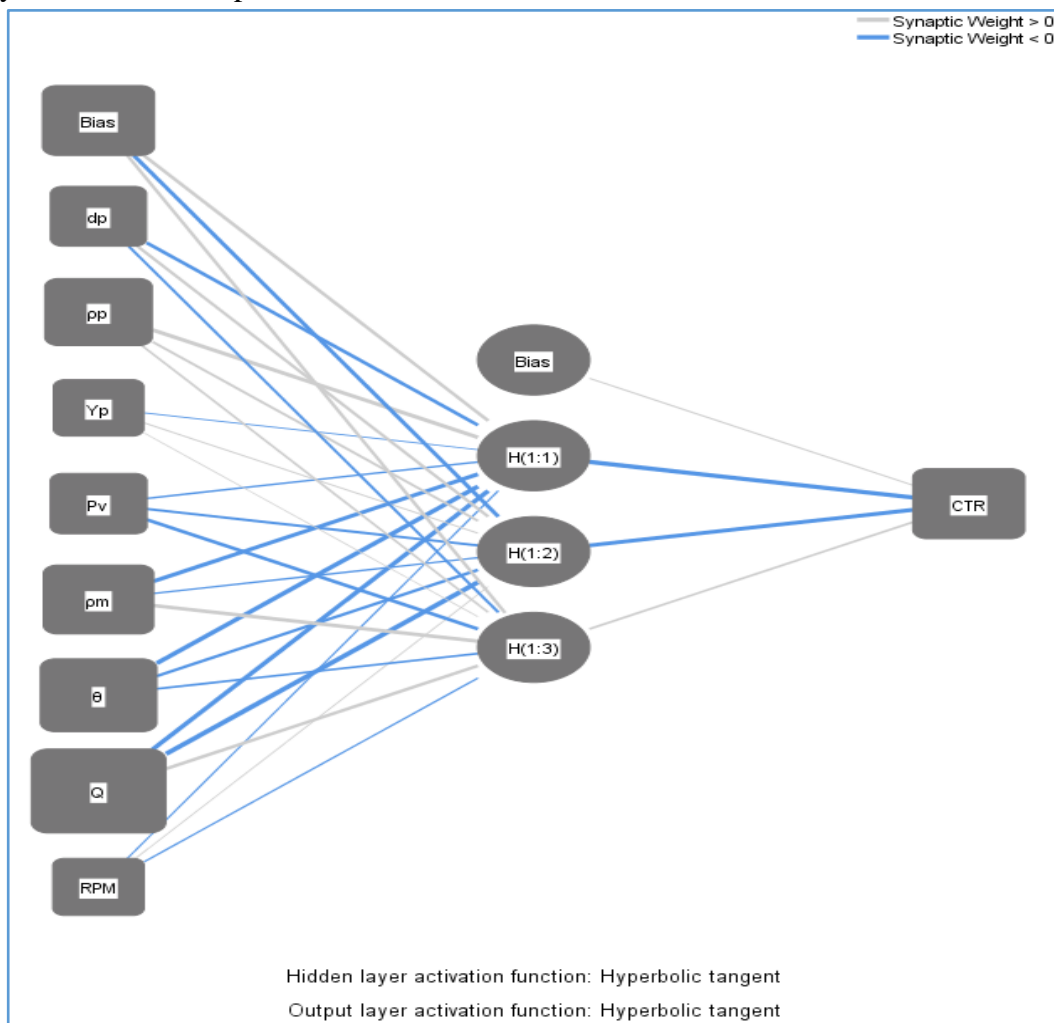 Synaptic Weight > 0
Synaptic Weight < 0
Bias
dp
ρp
Yp
Pv
ρm
θ
Q
RPM
Bias
H(1:1)
H(1:2)
H(1:3)
CTR
Hidden layer activation function: Hyperbolic tangent
Output layer activation function: Hyperbolic tangent